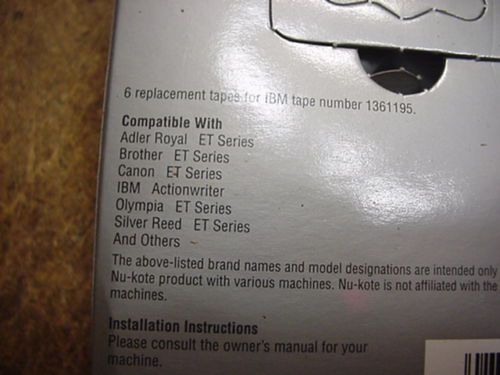 6 replacement tapes for IBM tape number 1361195.
Compatible With
Adler Royal ET Series
Brother ET Series
Canon ET Series
IBM Actionwriter
Olympia ET Series
Silver Reed ET Series
And Others
The above-listed brand names and model designations are intended only
Nu-kote product with various machines. Nu-kote is not affiliated with the
machines.
Installation Instructions
Please consult the owner's manual for your
machine.